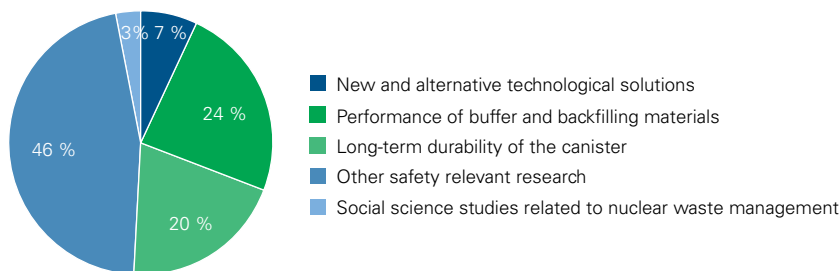 3% 7 %
24 %
46 %
20 %
New and alternative technological solutions
Performance of buffer and backfilling materials
Long-term durability of the canister
Other safety relevant research
Social science studies related to nuclear waste management